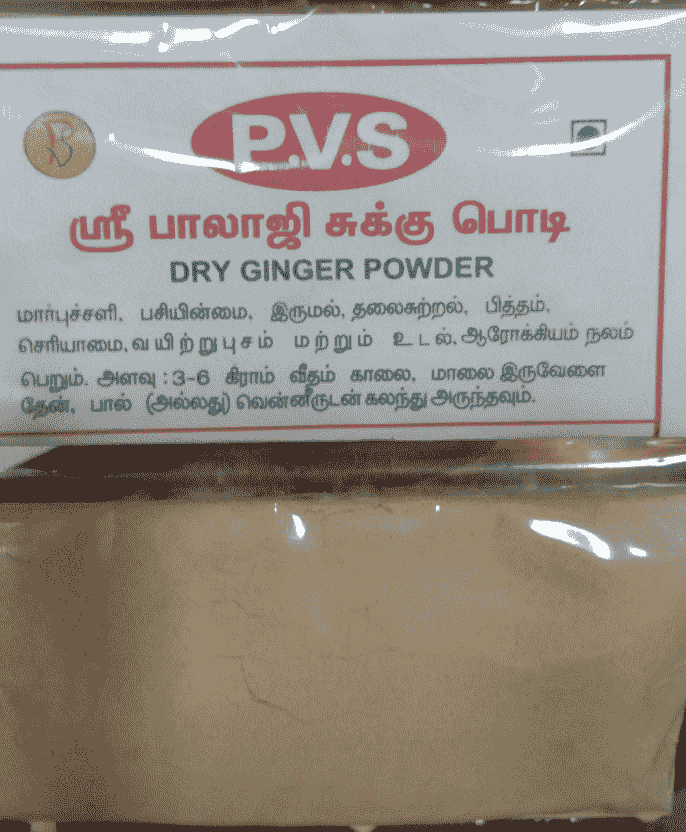 P.V.S
ஸ்ரீ பாலாஜி சுக்கு பொடி
DRY GINGER POWDER
மார்புச்சளி, பசியின்மை, இருமல், தலைசுற்றல், பித்தம்,
செரியாமை, வயிற்றுபுசம் மற்றும் உடல், ஆரோக்கியம் நலம்
பெறும். அளவு : 3-6 கிராம் வீதம் காலை, மாலை இருவேளை
தேன், பால் (அல்லது) வென்னீருடன் கலந்து அருந்தவும்.